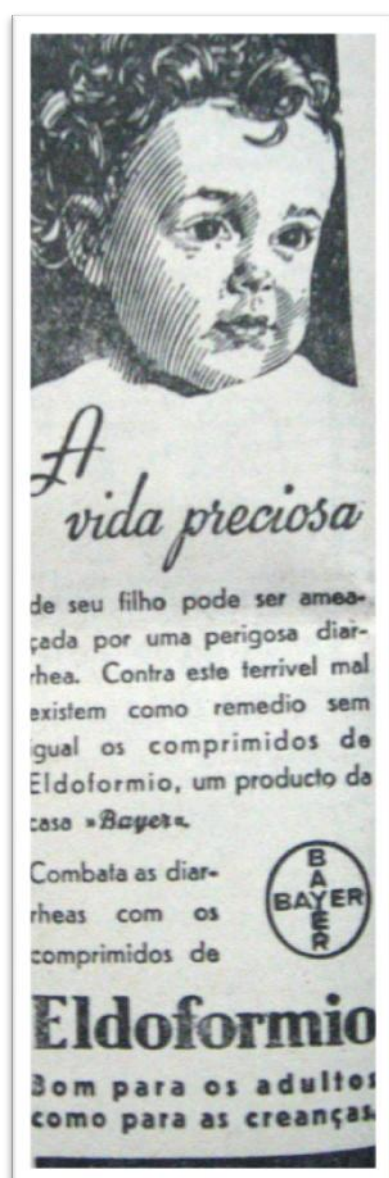 A
vida preciosa
de seu filho pode ser amea-
çada por uma perigosa diar-
rhea. Contra este terrivel mal
existem como remedio sem
igual os comprimidos de
Eldoformio, um producto da
casa »Bayer«.
Combata as diar-
rheas com os
comprimidos de
BAYER
BAYER
Eldoformio
Bom para os adultos
como para as creanças.